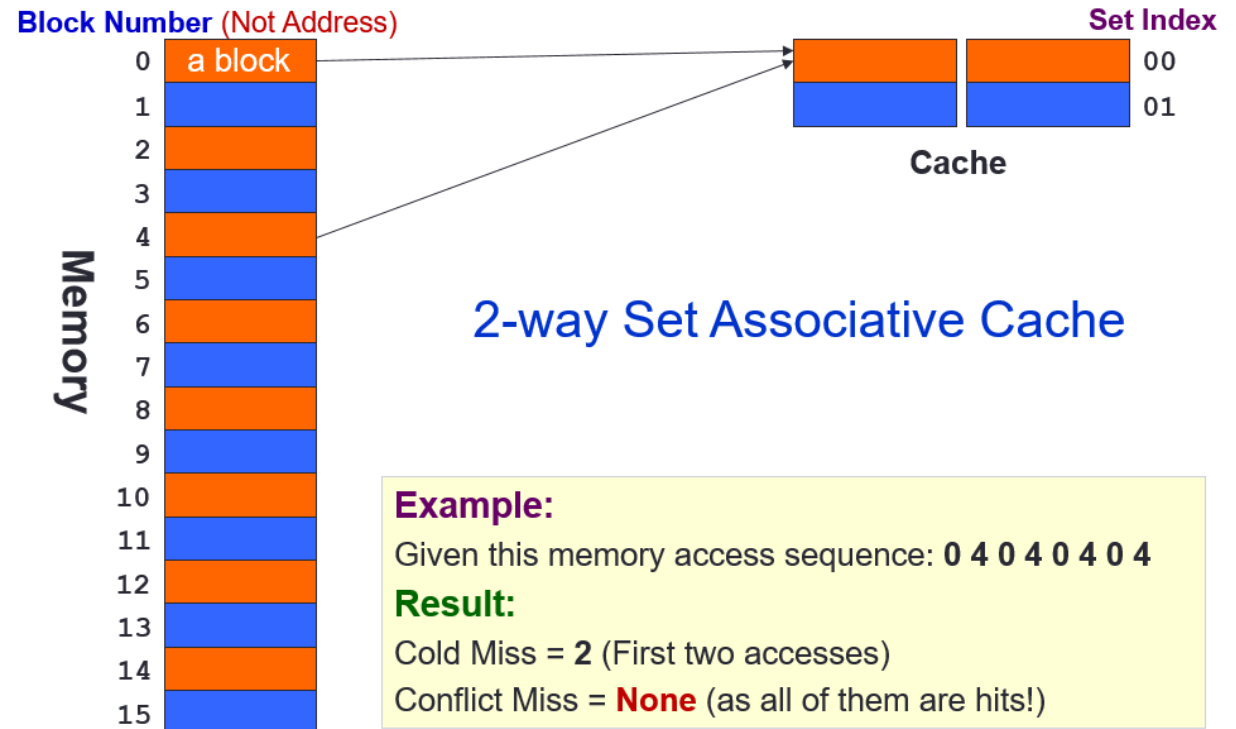 Block Number (Not Address)
Set Index
0 a block
00
1
01
2
Cache
3
4
5
6
7
8
9
10
11
12
13
14
15
Memory
2-way Set Associative Cache
Example:
Given this memory access sequence: 0 4 0 4 0 4 0 4
Result:
Cold Miss = 2 (First two accesses)
Conflict Miss = None (as all of them are hits!)